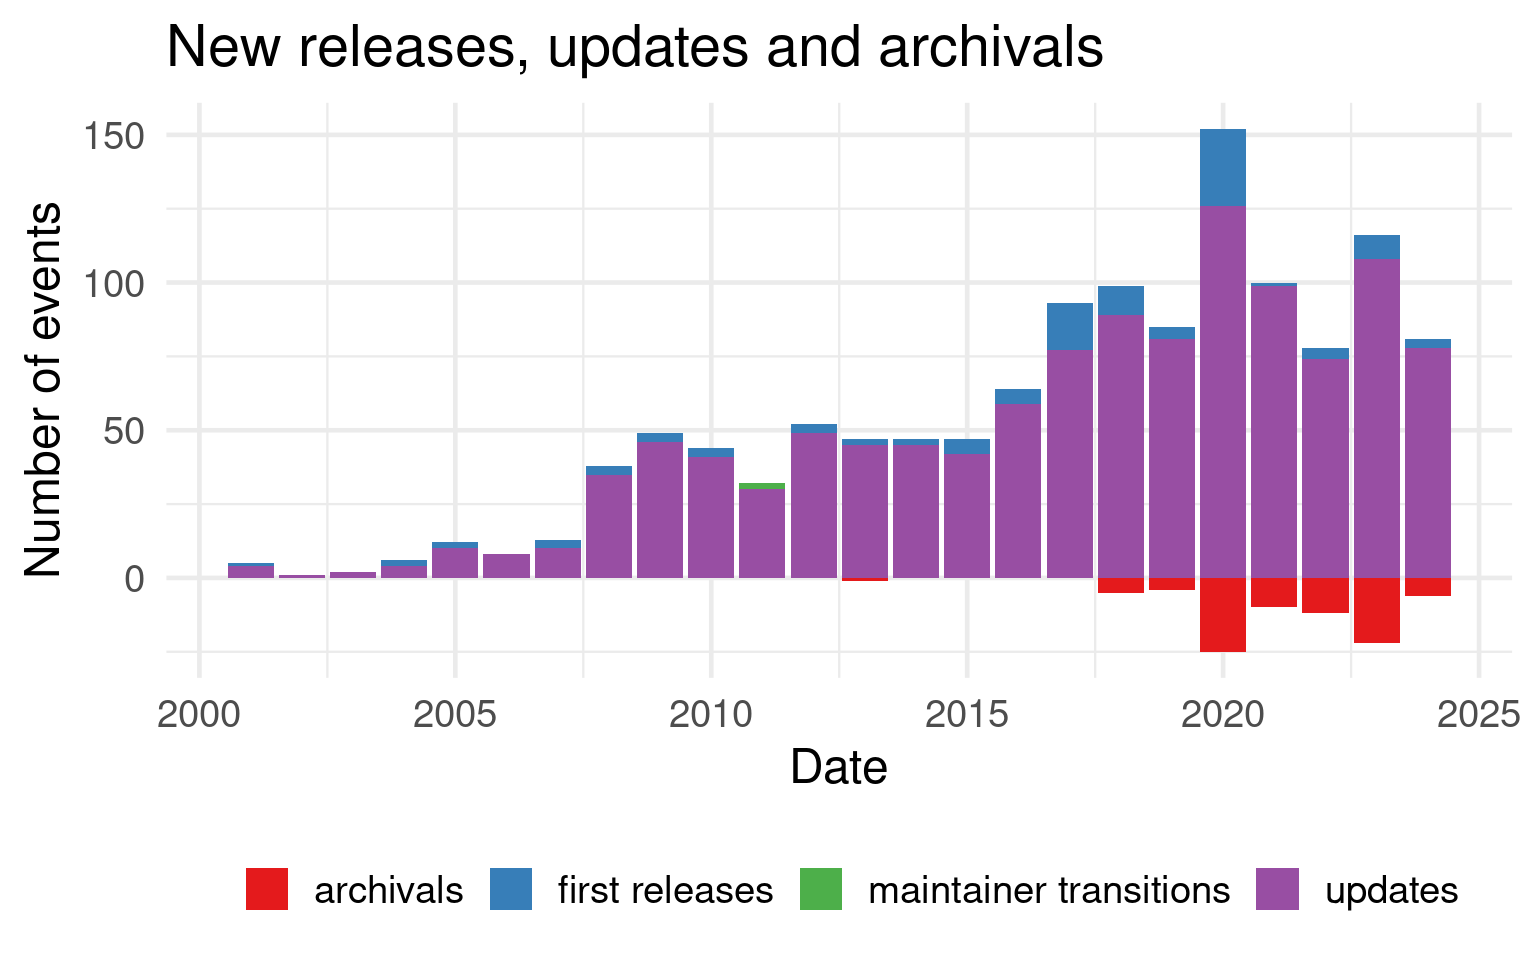 New releases, updates and archivals
Number of events
150
100
50
0
2000 2005 2010 2015 2020 2025
Date
archivals first releases maintainer transitions updates